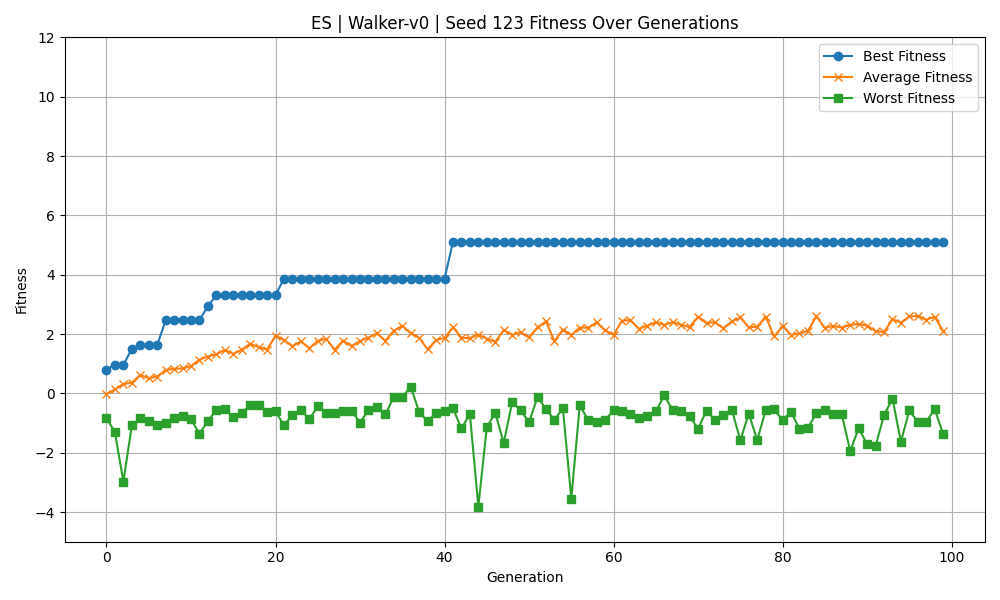 ES | Walker-v0 | Seed 123 Fitness Over Generations
Best Fitness
Average Fitness
Worst Fitness
12
10
8
6
4
2
0
−2
−4
Fitness
0 20 40 60 80 100
Generation